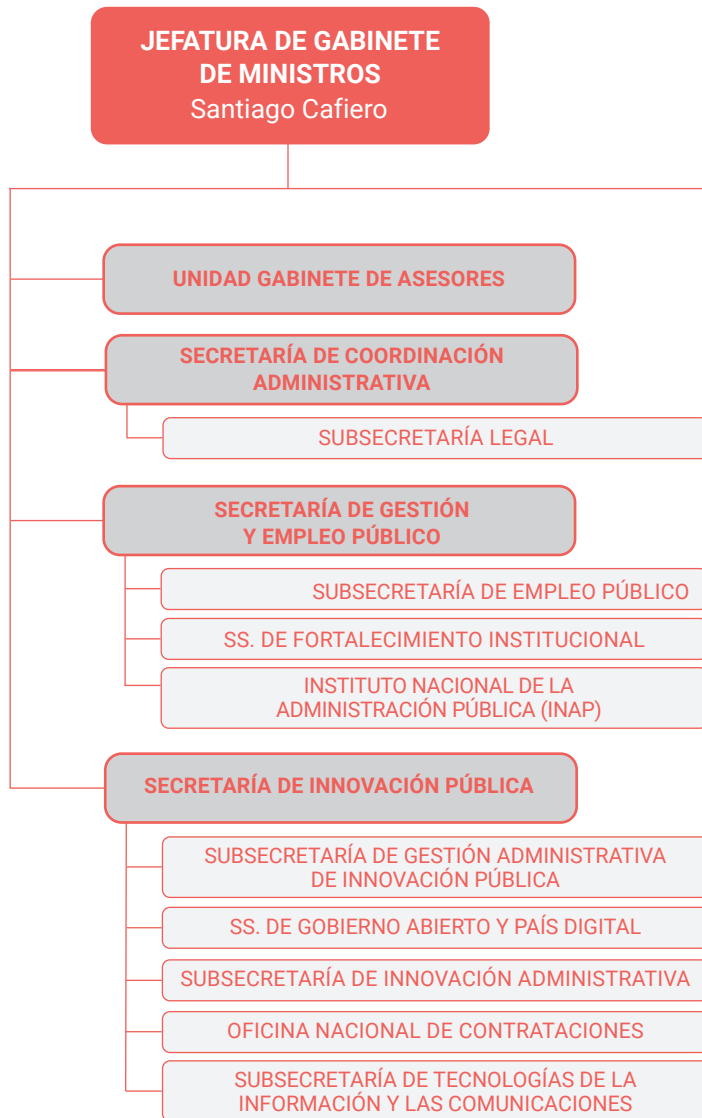 JEFATURA DE GABINETE
DE MINISTROS
Santiago Cafiero
UNIDAD GABINETE DE ASESORES
SECRETARÍA DE COORDINACIÓN
ADMINISTRATIVA
SUBSECRETARÍA LEGAL
SECRETARÍA DE GESTIÓN
Y EMPLEO PÚBLICO
SUBSECRETARÍA DE EMPLEO PÚBLICO
SS. DE FORTALECIMIENTO INSTITUCIONAL
INSTITUTO NACIONAL DE LA
ADMINISTRACIÓN PÚBLICA (INAP)
SECRETARÍA DE INNOVACIÓN PÚBLICA
SUBSECRETARÍA DE GESTIÓN ADMINISTRATIVA
DE INNOVACIÓN PÚBLICA
SS. DE GOBIERNO ABIERTO Y PAÍS DIGITAL
SUBSECRETARÍA DE INNOVACIÓN ADMINISTRATIVA
OFICINA NACIONAL DE CONTRATACIONES
SUBSECRETARÍA DE TECNOLOGÍAS DE LA
INFORMACIÓN Y LAS COMUNICACIONES